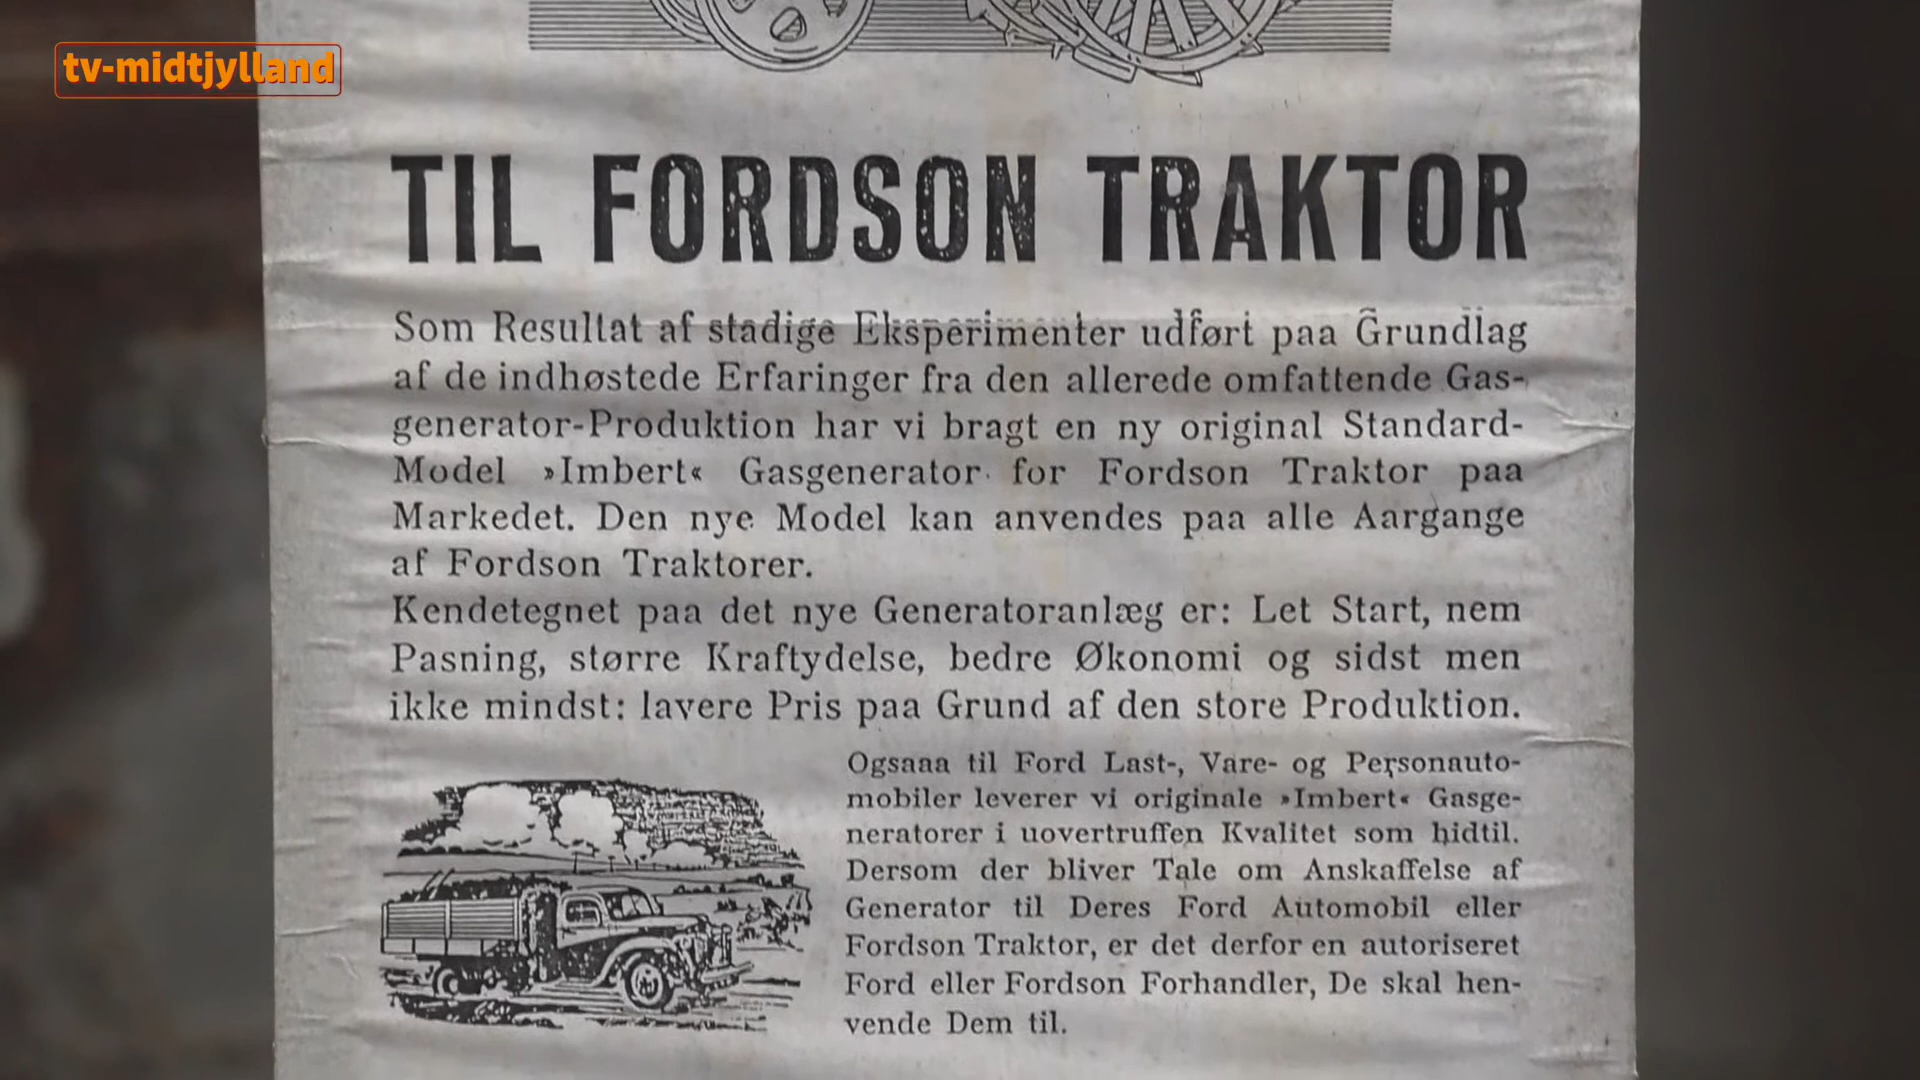 tv-midtjylland
TIL FORDSON TRAKTOR
Som Resultat af stadige Eksperimenter udført paa Grundlag
af de indhøstede Erfaringer fra den allerede omfattende Gas-
generator-Produktion har vi bragt en ny original Standard-
Model »Imbert« Gasgenerator for Fordson Traktor paa
Markedet. Den nye Model kan anvendes paa alle Aargange
af Fordson Traktorer.
Kendetegnet paa det nye Generatoranlæg er: Let Start, nem
Pasning, større Kraftydelse, bedre Økonomi og sidst men
ikke mindst: lavere Pris paa Grund af den store Produktion.
Ogsaaa til Ford Last-, Vare- og Personauto-
mobiler leverer vi originale »Imbert« Gasge-
neratorer i uovertruffen Kvalitet som hidtil.
Dersom der bliver Tale om Anskaffelse af
Generator til Deres Ford Automobil eller
Fordson Traktor, er det derfor en autoriseret
Ford eller Fordson Forhandler, De skal hen-
vende Dem til.